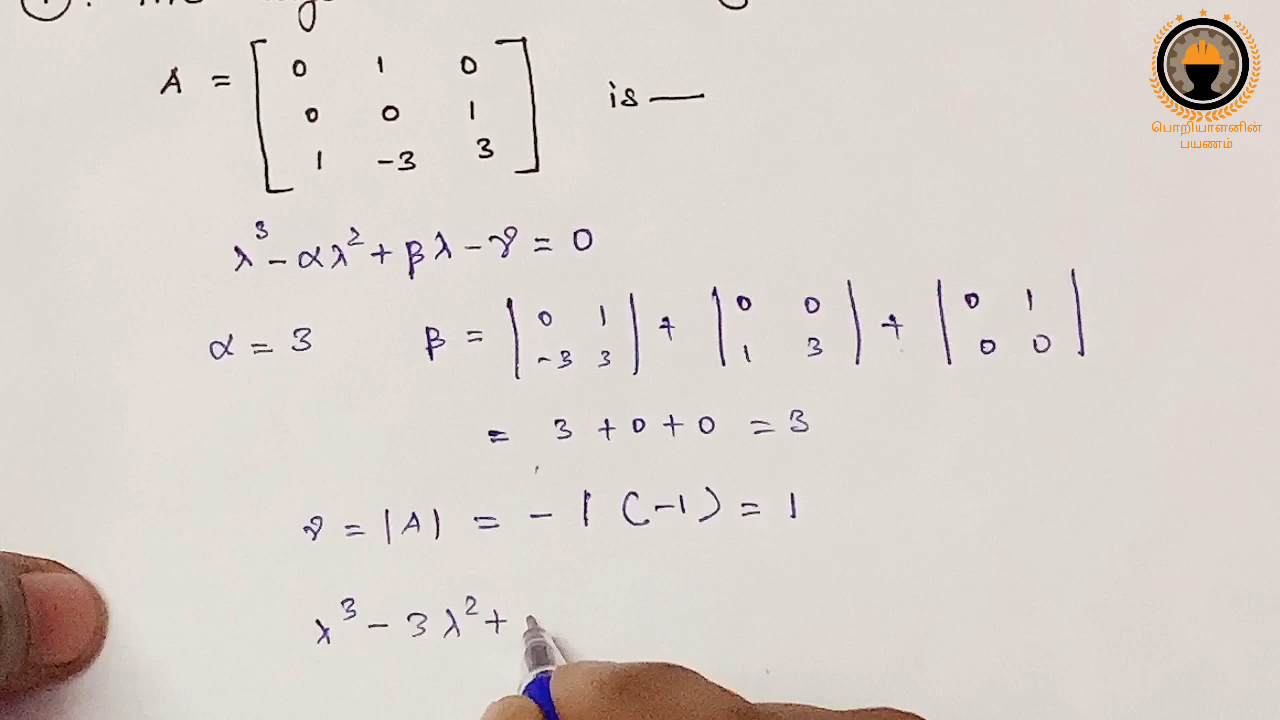 A = [ 0 1 0
0 0 1
1 -3 3 ] is —
λ³ - αλ² + βλ - γ = 0
α = 3 β = | 0 1 | + | 0 0 | + | 0 1 |
| -3 3 | | 1 3 | | 0 0 |
= 3 + 0 + 0 = 3
γ = |A| = -1 (-1) = 1
λ³ - 3λ² +
பொறியாளனின்
பயணம்